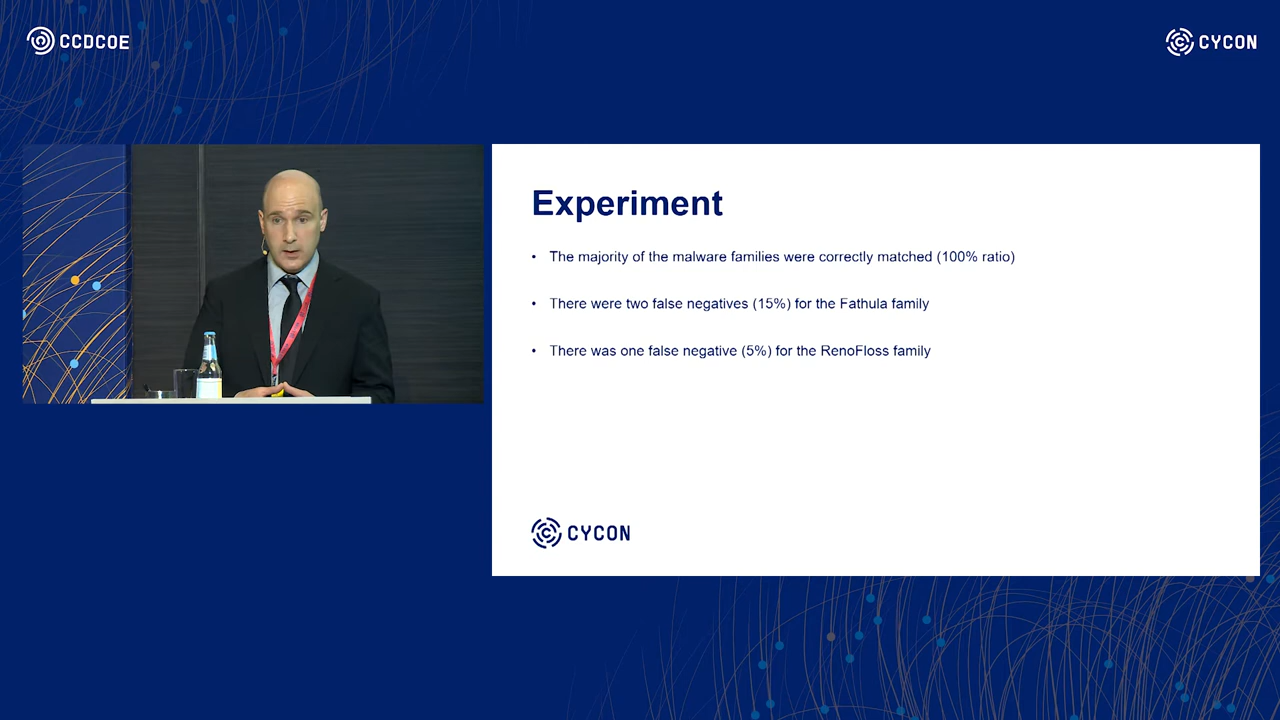 CCDCOE
CYCON
Experiment
• The majority of the malware families were correctly matched (100% ratio)
• There were two false negatives (15%) for the Fathula family
• There was one false negative (5%) for the RenoFloss family
CYCON